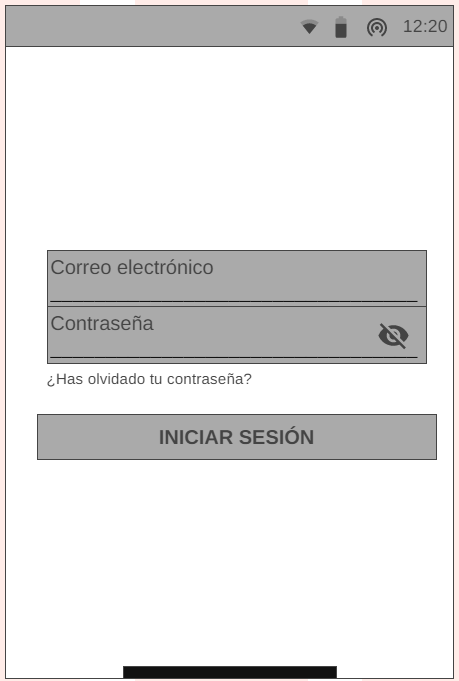 12:20
Correo electrónico
Contraseña
¿Has olvidado tu contraseña?
INICIAR SESIÓN